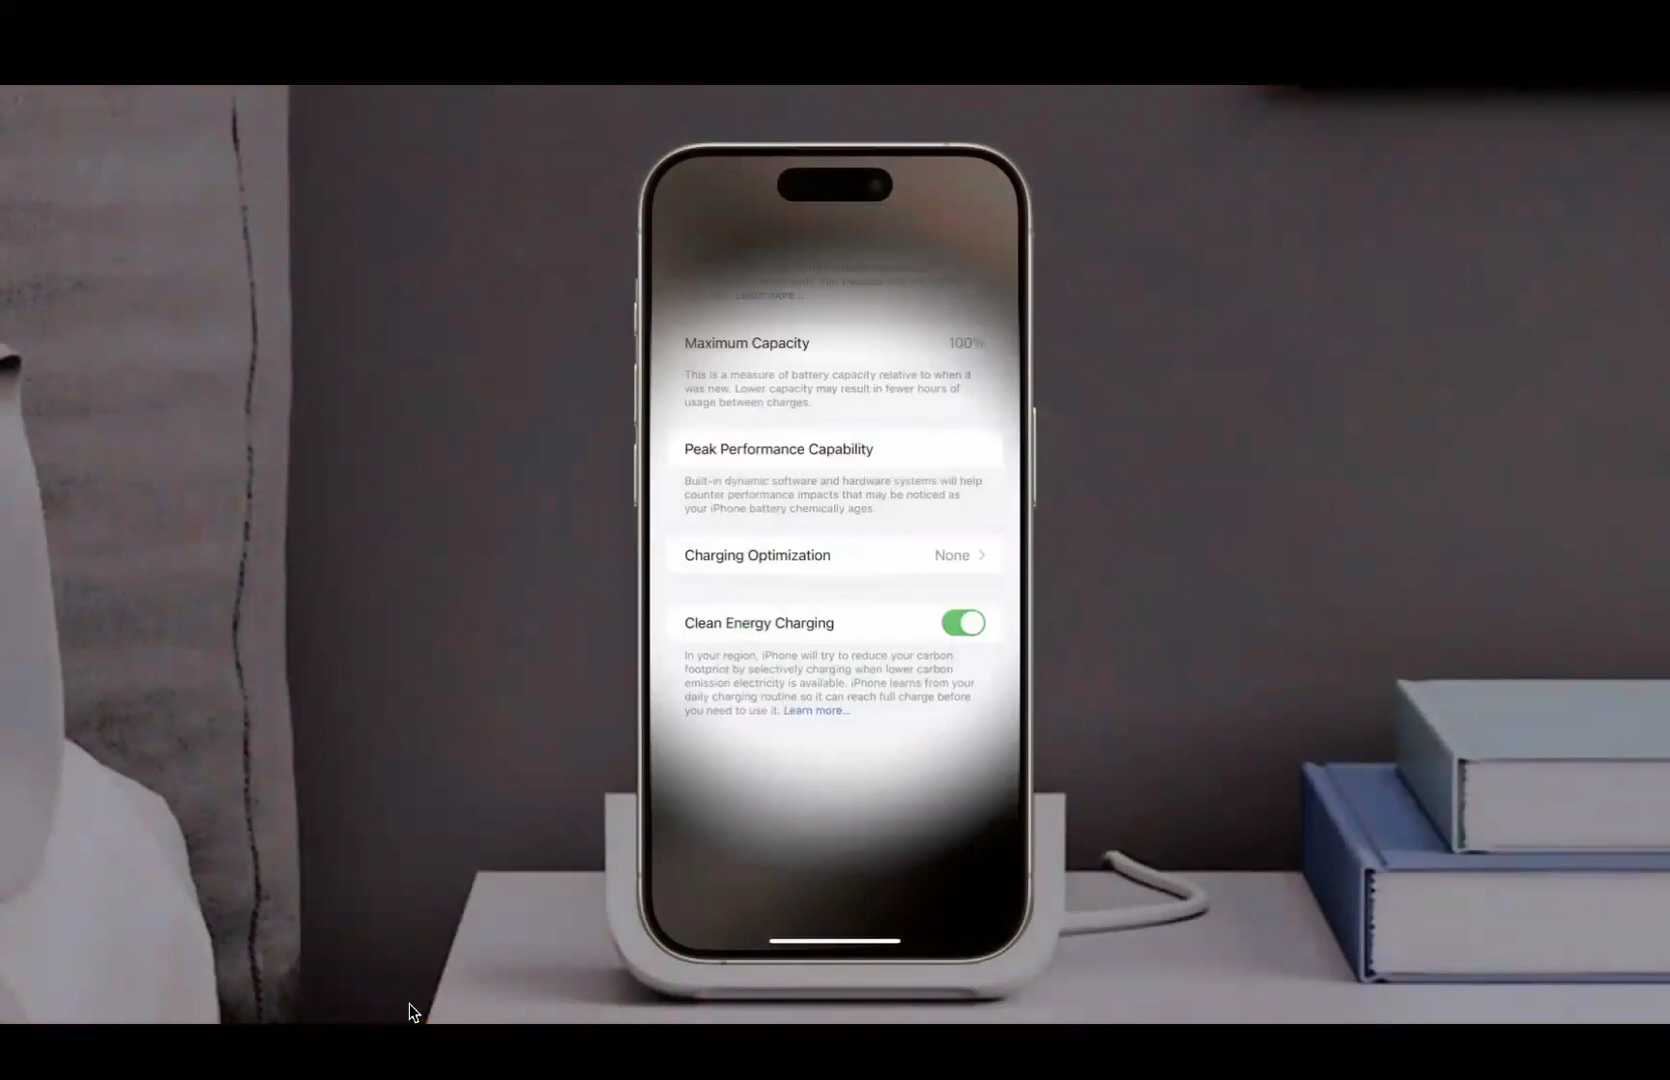 Learn more...
Maximum Capacity 100%
This is a measure of battery capacity relative to when it
was new. Lower capacity may result in fewer hours of
usage between charges.
Peak Performance Capability
Built-in dynamic software and hardware systems will help
counter performance impacts that may be noticed as
your iPhone battery chemically ages.
Charging Optimization None
Clean Energy Charging
In your region, iPhone will try to reduce your carbon
footprint by selectively charging when lower carbon
emission electricity is available. iPhone learns from your
daily charging routine so it can reach full charge before
you need to use it. Learn more...